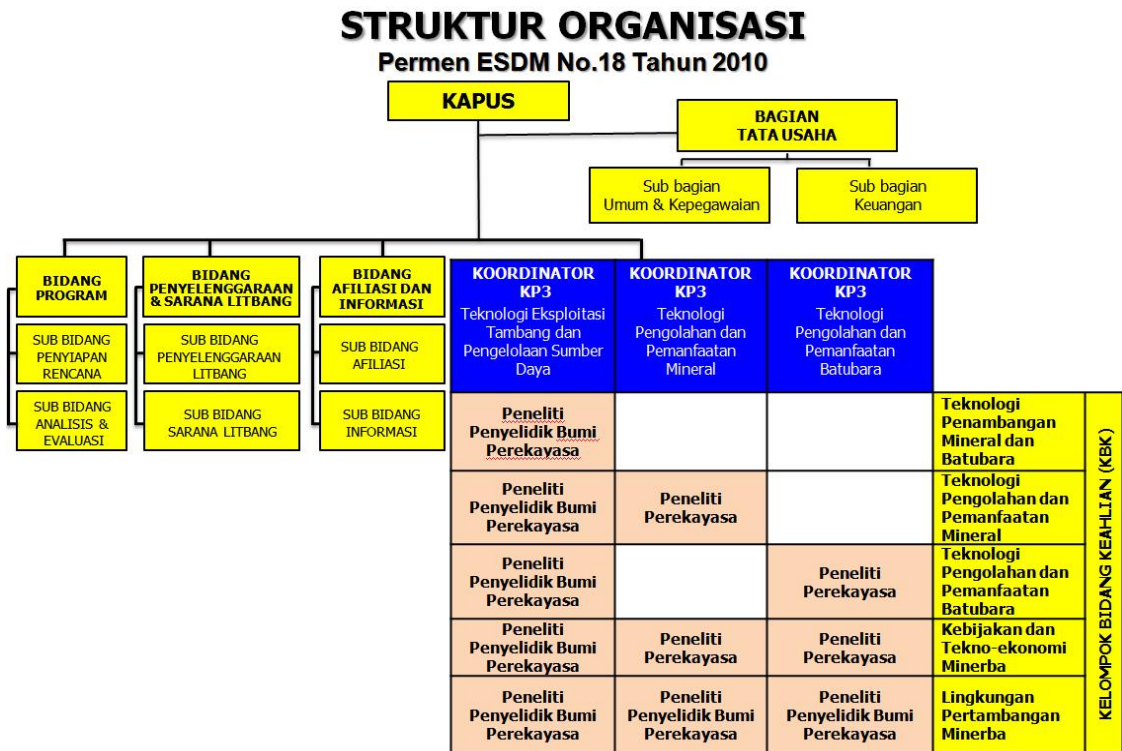 STRUKTUR ORGANISASI
Permen ESDM No.18 Tahun 2010
KAPUS
BAGIAN
TATA USAHA
Sub bagian
Umum & Kepegawaian
Sub bagian
Keuangan
BIDANG
PROGRAM
SUB BIDANG
PENYIAPAN
RENCANA
SUB BIDANG
ANALISIS &
EVALUASI
BIDANG
PENYELENGGARAAN
& SARANA LITBANG
SUB BIDANG
PENYELENGGARAAN
LITBANG
SUB BIDANG
SARANA LITBANG
BIDANG
AFILIASI DAN
INFORMASI
SUB BIDANG
AFILIASI
SUB BIDANG
INFORMASI
KOORDINATOR
KP3
Teknologi Eksploitasi
Tambang dan
Pengelolaan Sumber
Daya
KOORDINATOR
KP3
Teknologi
Pengolahan dan
Pemanfaatan
Mineral
KOORDINATOR
KP3
Teknologi
Pengolahan dan
Pemanfaatan
Batubara
Peneliti
Penyelidik Bumi
Perekayasa
Teknologi
Penambangan
Mineral dan
Batubara
Peneliti
Penyelidik Bumi
Perekayasa
Peneliti
Perekayasa
Teknologi
Pengolahan dan
Pemanfaatan
Mineral
Peneliti
Penyelidik Bumi
Perekayasa
Peneliti
Perekayasa
Teknologi
Pengolahan dan
Pemanfaatan
Batubara
Peneliti
Penyelidik Bumi
Perekayasa
Peneliti
Perekayasa
Peneliti
Perekayasa
Kebijakan dan
Tekno-ekonomi
Minerba
Peneliti
Penyelidik Bumi
Perekayasa
Peneliti
Penyelidik Bumi
Perekayasa
Peneliti
Penyelidik Bumi
Perekayasa
Lingkungan
Pertambangan
Minerba
KELOMPOK BIDANG KEAHLIAN (KBK)